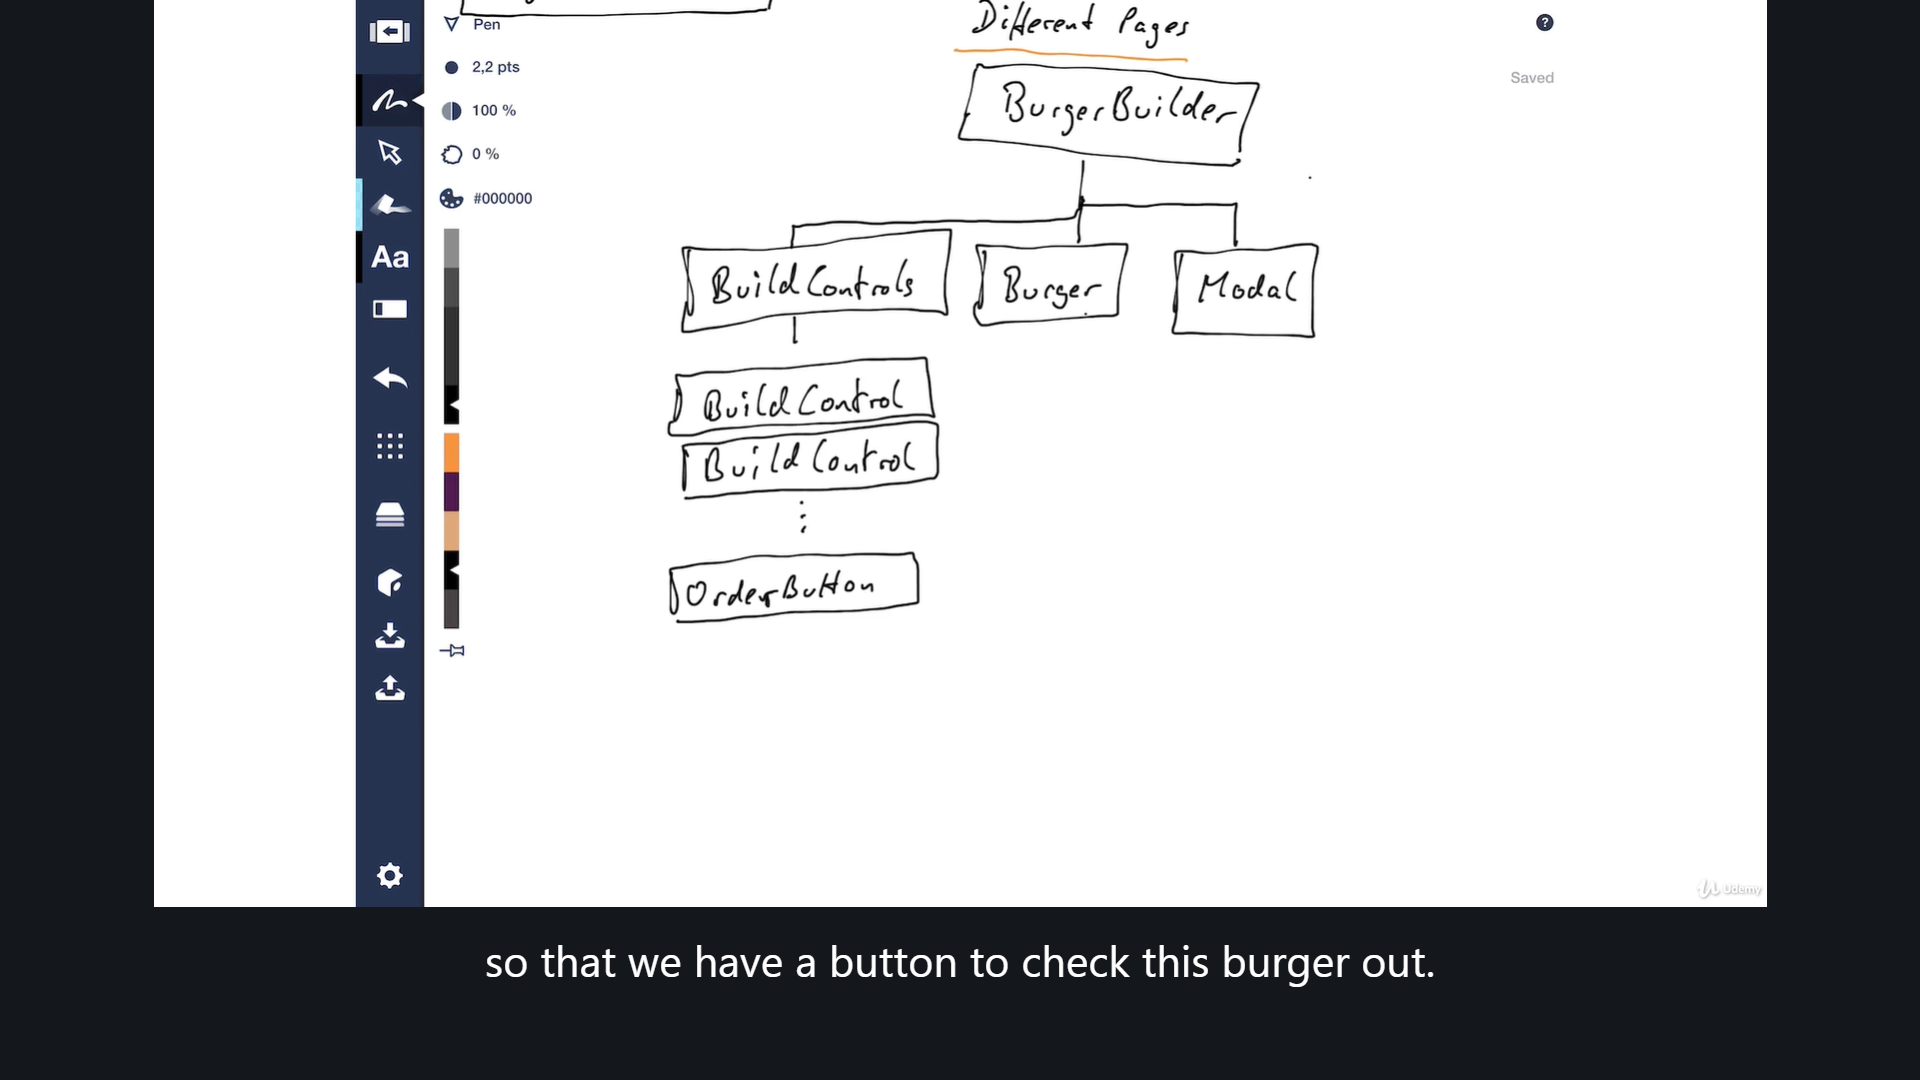 Pen
2,2 pts
100 %
0 %
#000000
Aa
Different Pages
Saved
?
BurgerBuilder
BuildControls
Burger
Modal
BuildControl
BuildControl
OrderButton
Udemy
so that we have a button to check this burger out.